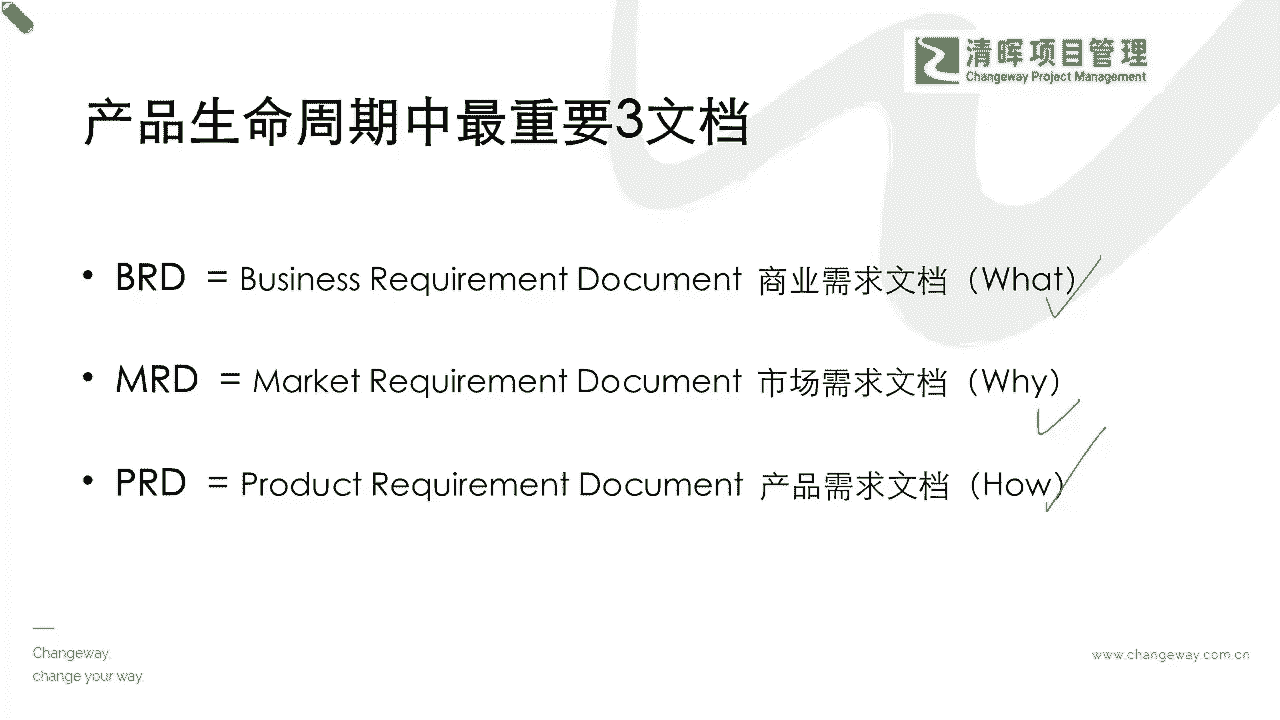 清晖项目管理
Changeway Project Management
产品生命周期中最重要3文档
• BRD = Business Requirement Document 商业需求文档（What）
• MRD = Market Requirement Document 市场需求文档（Why）
• PRD = Product Requirement Document 产品需求文档（How）
Changeway,
change your way.
www.changeway.com.cn